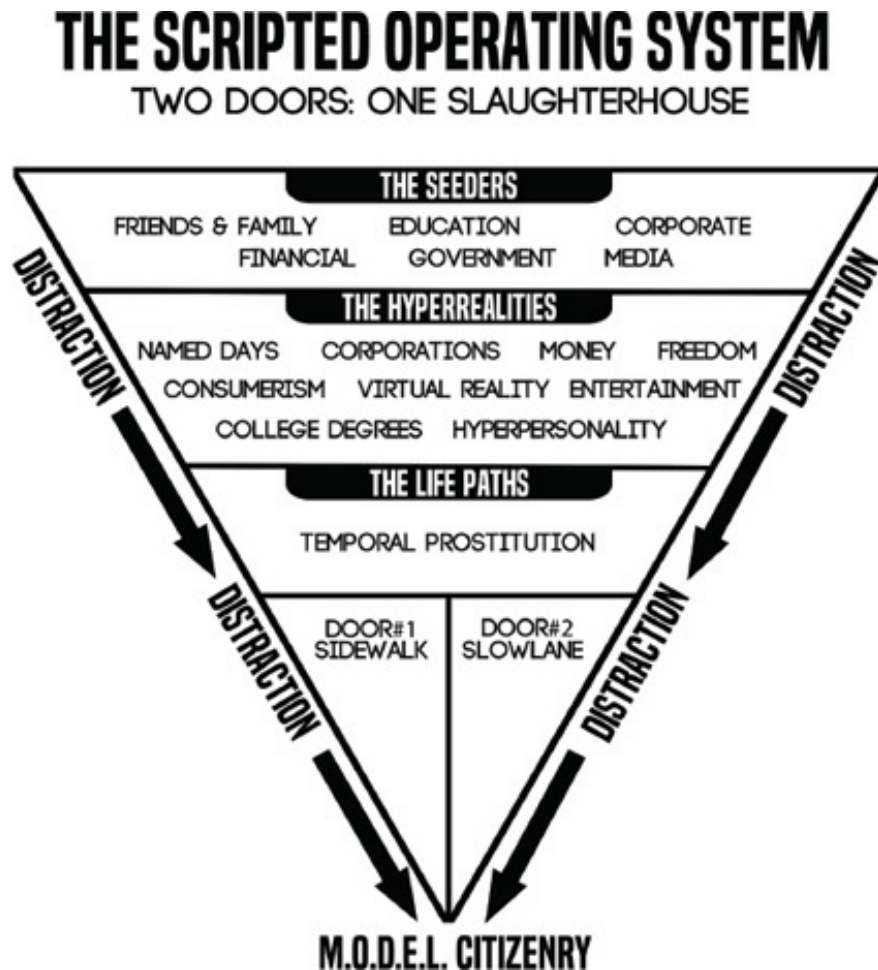 THE SCRIPTED OPERATING SYSTEM
TWO DOORS: ONE SLAUGHTERHOUSE
THE SEEDERS
FRIENDS & FAMILY EDUCATION CORPORATE
FINANCIAL GOVERNMENT MEDIA
DISTRACTION
DISTRACTION
THE HYPERREALITIES
NAMED DAYS CORPORATIONS MONEY FREEDOM
CONSUMERISM VIRTUAL REALITY ENTERTAINMENT
COLLEGE DEGREES HYPERPERSONALITY
THE LIFE PATHS
TEMPORAL PROSTITUTION
DISTRACTION
DISTRACTION
DOOR#1
SIDEWALK
DOOR#2
SLOWLANE
M.O.D.E.L. CITIZENRY